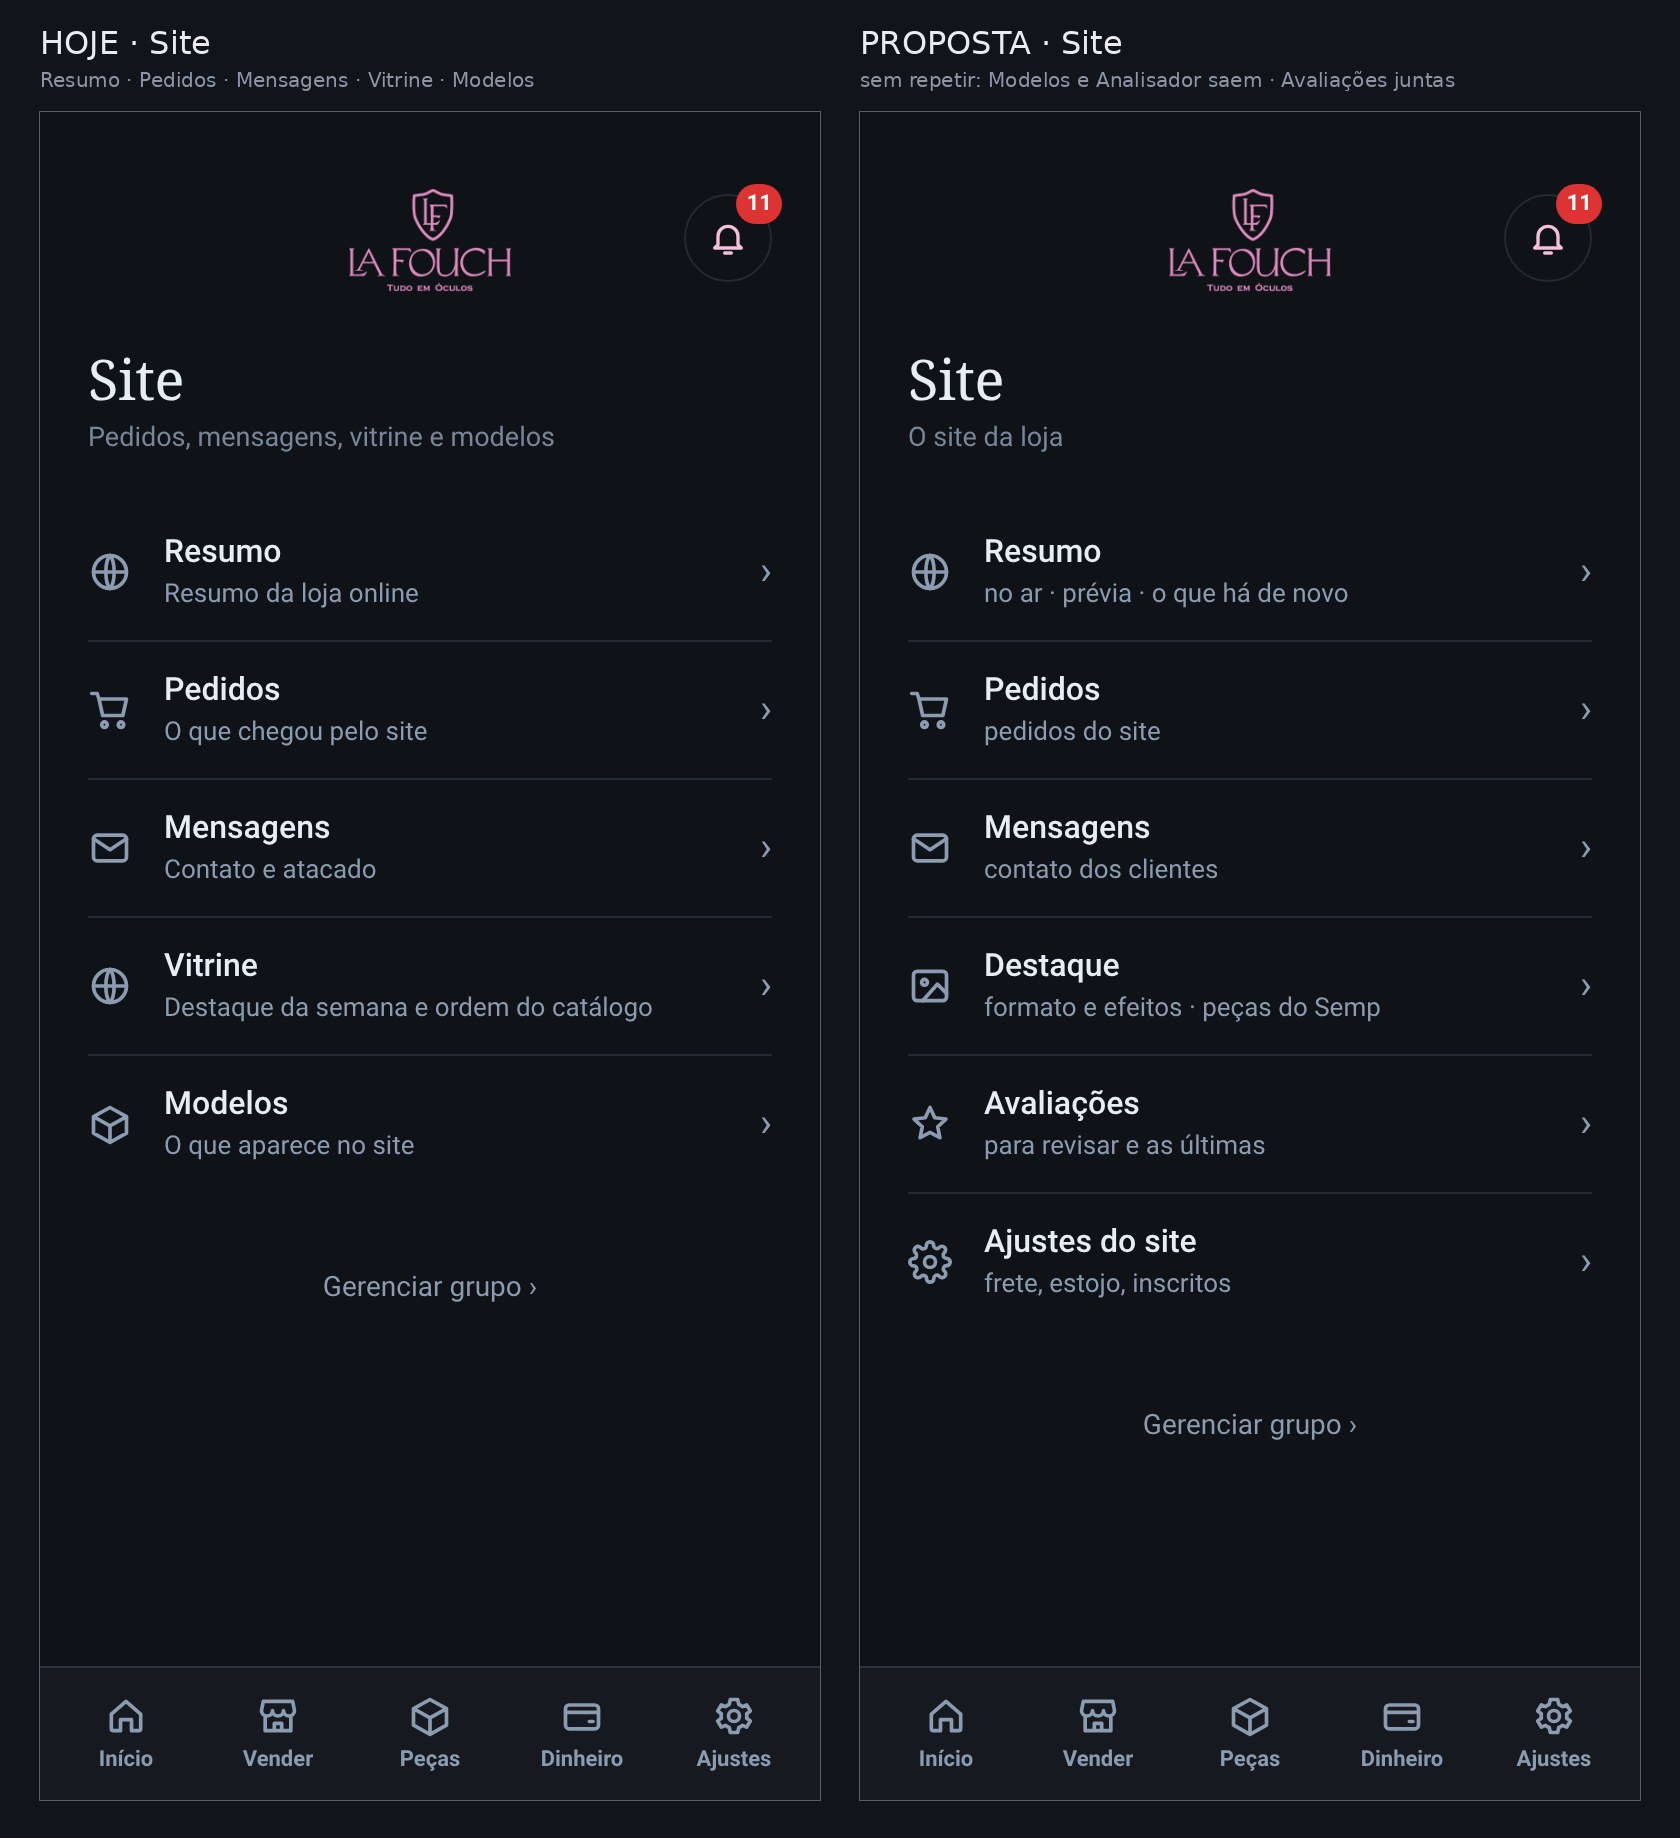 HOJE · Site
Resumo · Pedidos · Mensagens · Vitrine · Modelos
LF
LA FOUCH
TUDO EM ÓCULOS
11
Site
Pedidos, mensagens, vitrine e modelos
Resumo
Resumo da loja online
›
Pedidos
O que chegou pelo site
›
Mensagens
Contato e atacado
›
Vitrine
Destaque da semana e ordem do catálogo
›
Modelos
O que aparece no site
›
Gerenciar grupo ›
Início
Vender
Peças
Dinheiro
Ajustes
PROPOSTA · Site
sem repetir: Modelos e Analisador saem · Avaliações juntas
LF
LA FOUCH
TUDO EM ÓCULOS
11
Site
O site da loja
Resumo
no ar · prévia · o que há de novo
›
Pedidos
pedidos do site
›
Mensagens
contato dos clientes
›
Destaque
formato e efeitos · peças do Semp
›
Avaliações
para revisar e as últimas
›
Ajustes do site
frete, estojo, inscritos
›
Gerenciar grupo ›
Início
Vender
Peças
Dinheiro
Ajustes